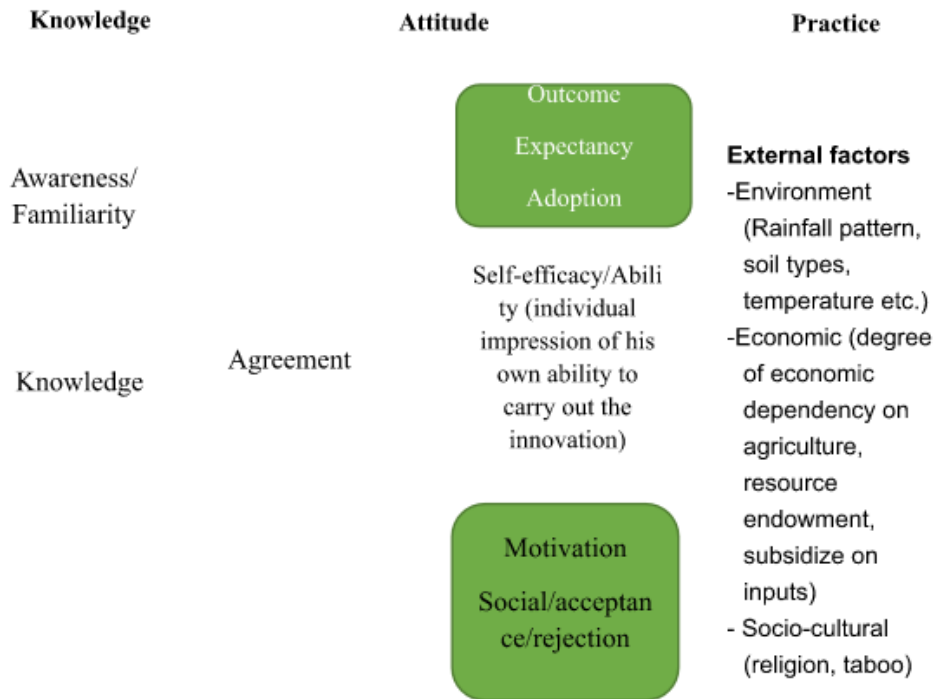 Knowledge
Attitude
Practice
Awareness/
Familiarity
Knowledge
Agreement
Outcome
Expectancy
Adoption
Self-efficacy/Abili
ty (individual
impression of his
own ability to
carry out the
innovation)
Motivation
Social/acceptan
ce/rejection
External factors
-Environment
(Rainfall pattern,
soil types,
temperature etc.)
-Economic (degree
of economic
dependency on
agriculture,
resource
endowment,
subsidize on
inputs)
- Socio-cultural
(religion, taboo)